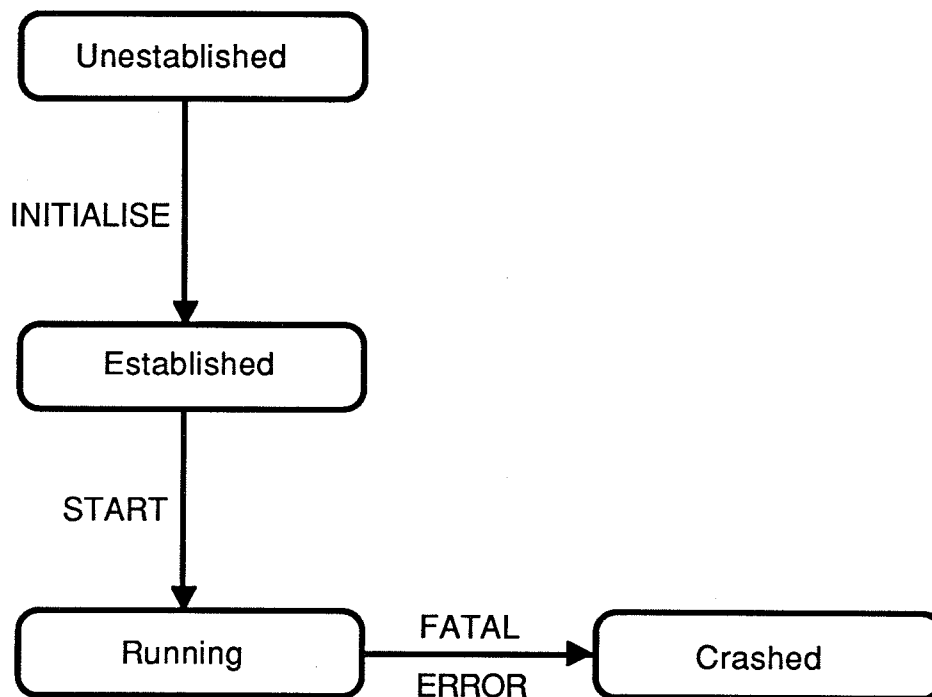 Unestablished
INITIALISE
Established
START
Running
FATAL
ERROR
Crashed